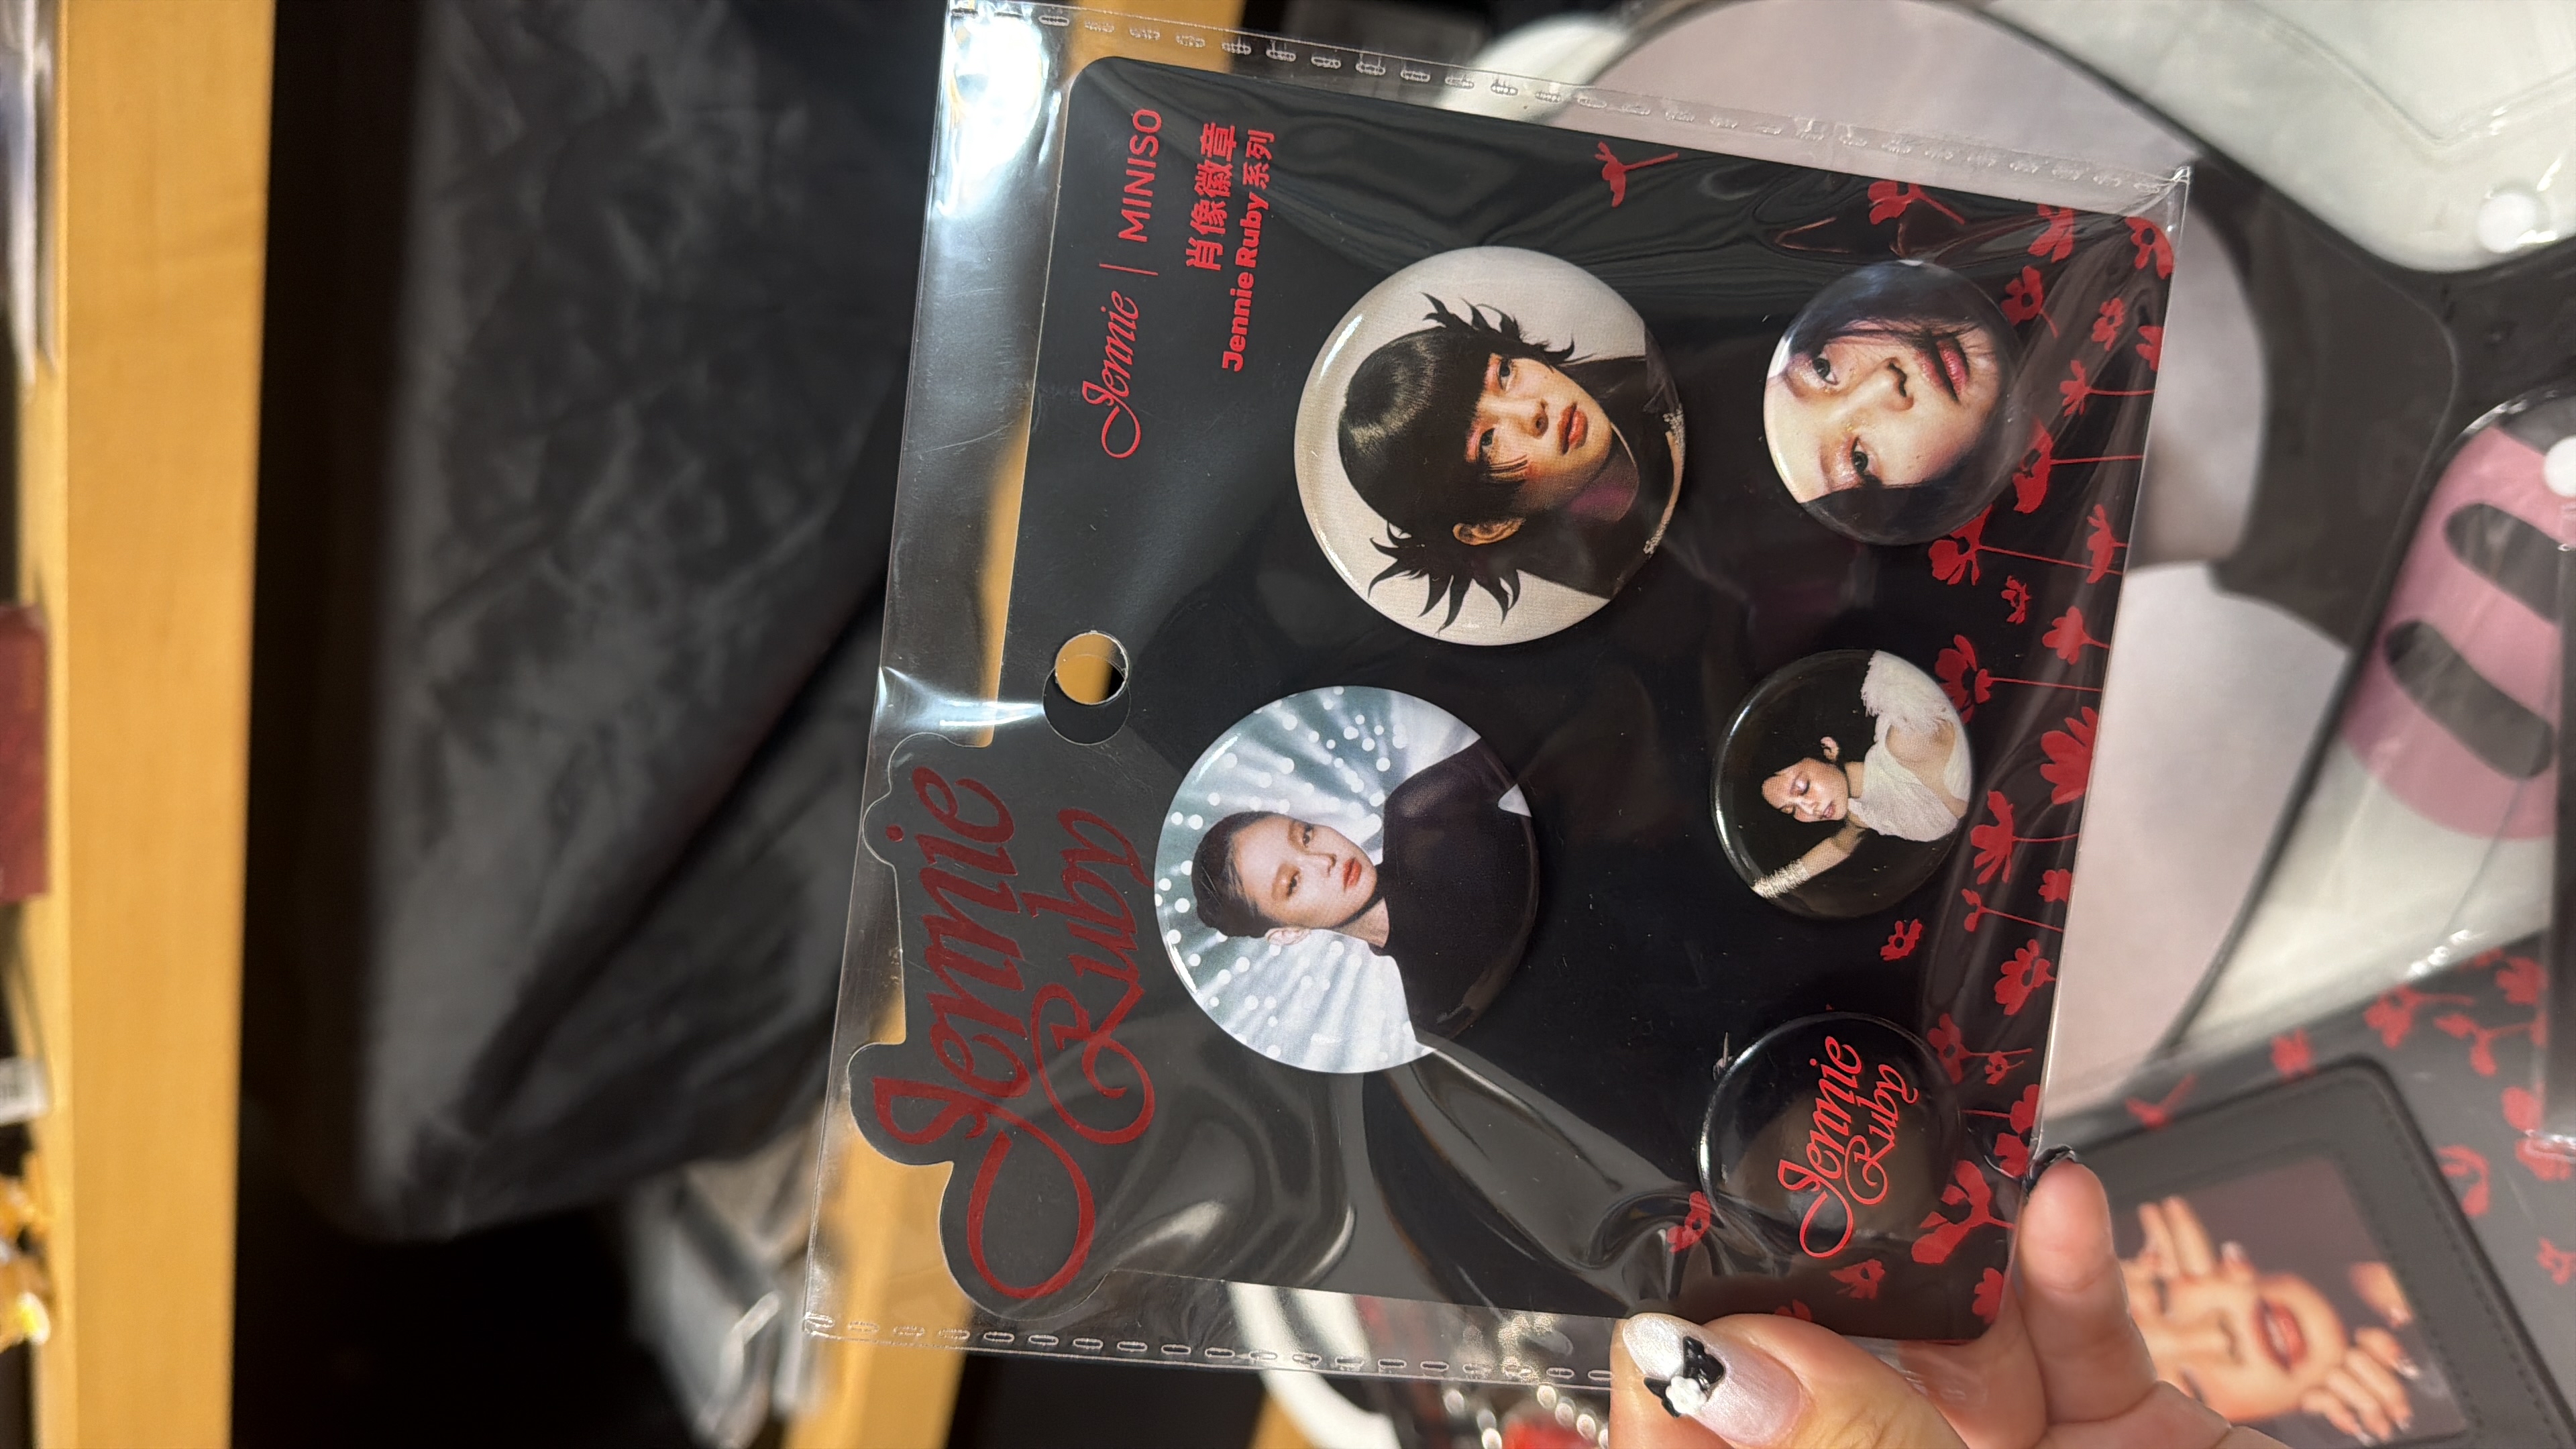 Jennie
Ruby
Jennie | MINISO
肖像徽章
Jennie Ruby 系列
Jennie
Ruby